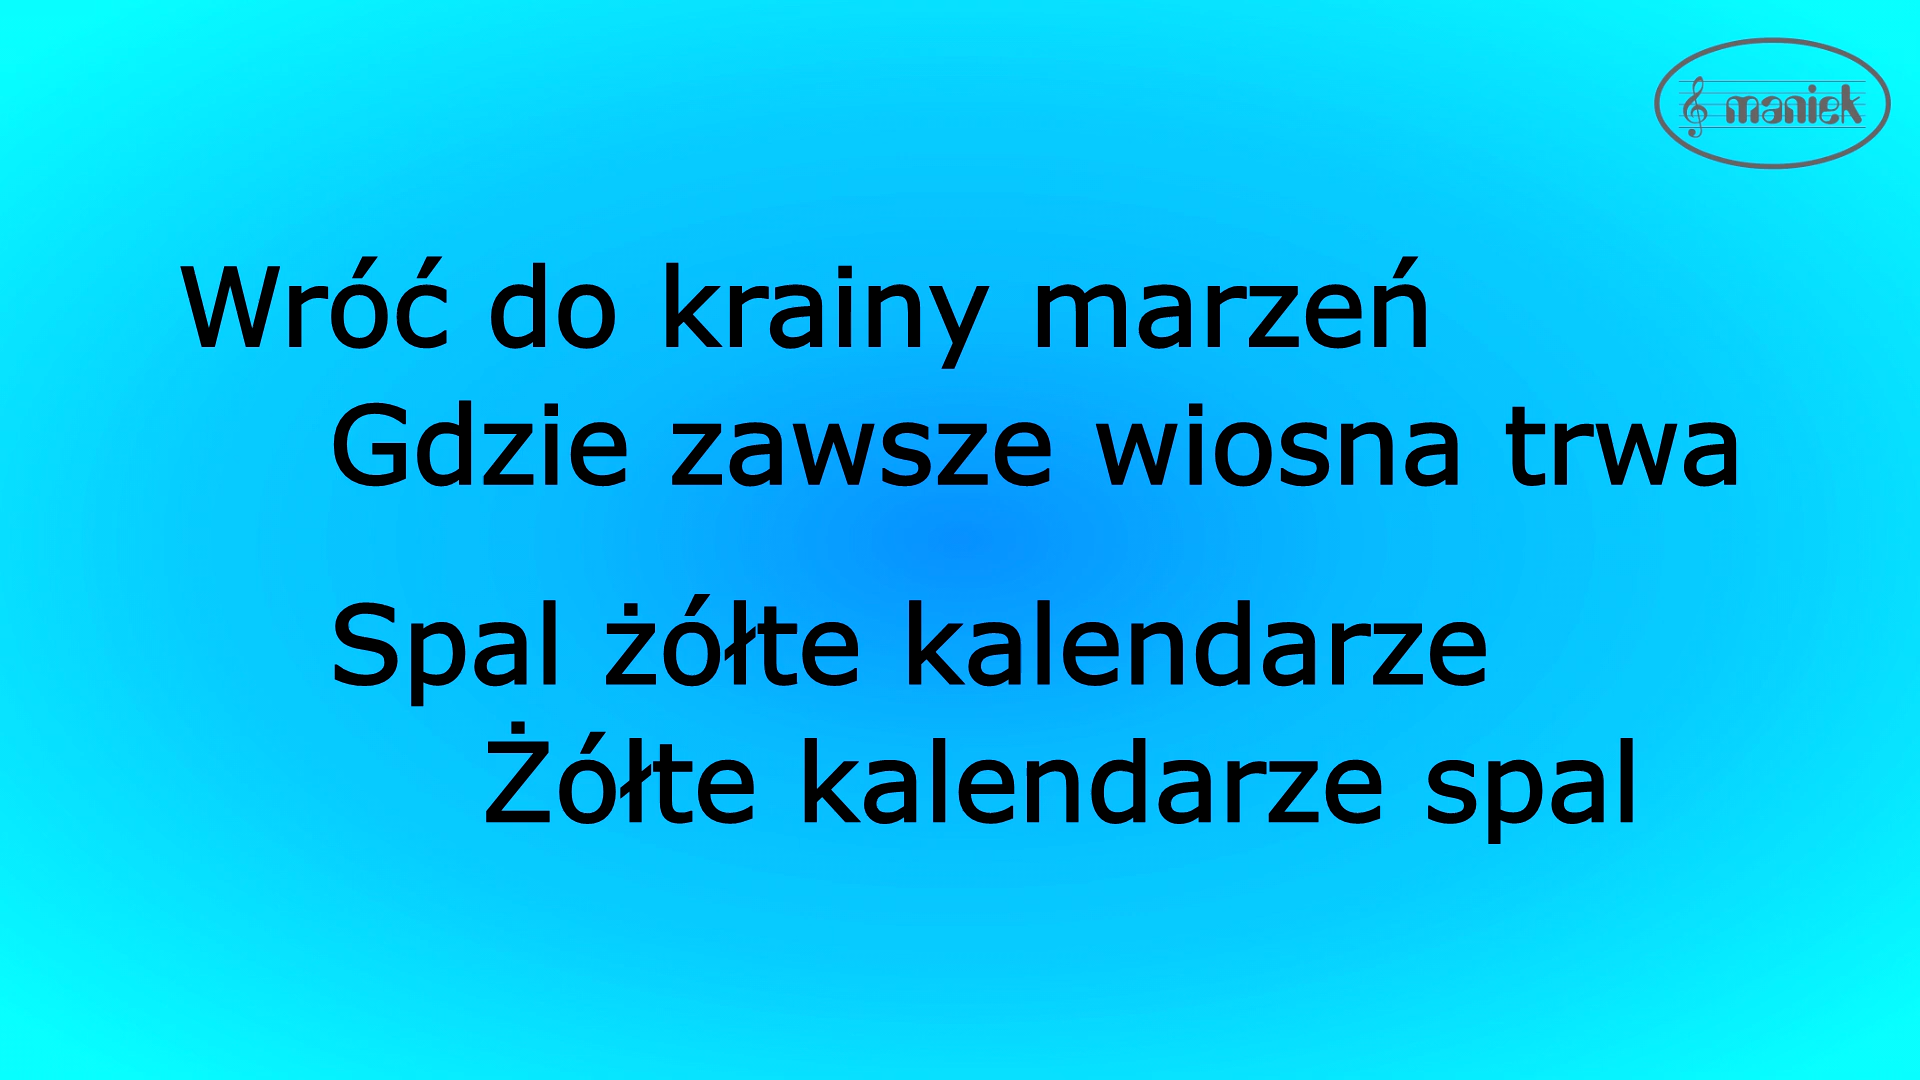 maniek
Wróć do krainy marzeń
Gdzie zawsze wiosna trwa
Spal żółte kalendarze
Żółte kalendarze spal